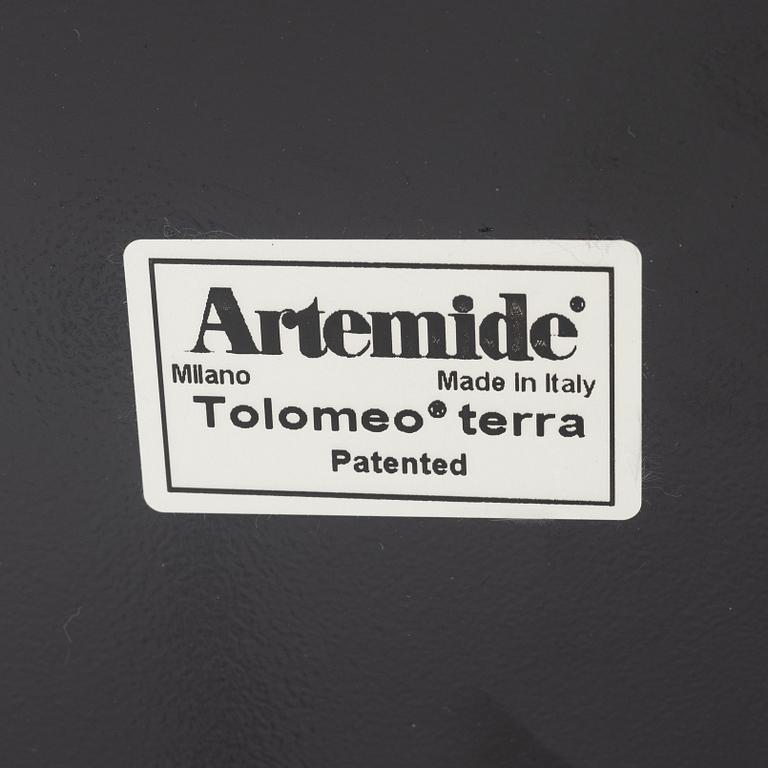 Artemide®
Milano Made In Italy
Tolomeo® terra
Patented